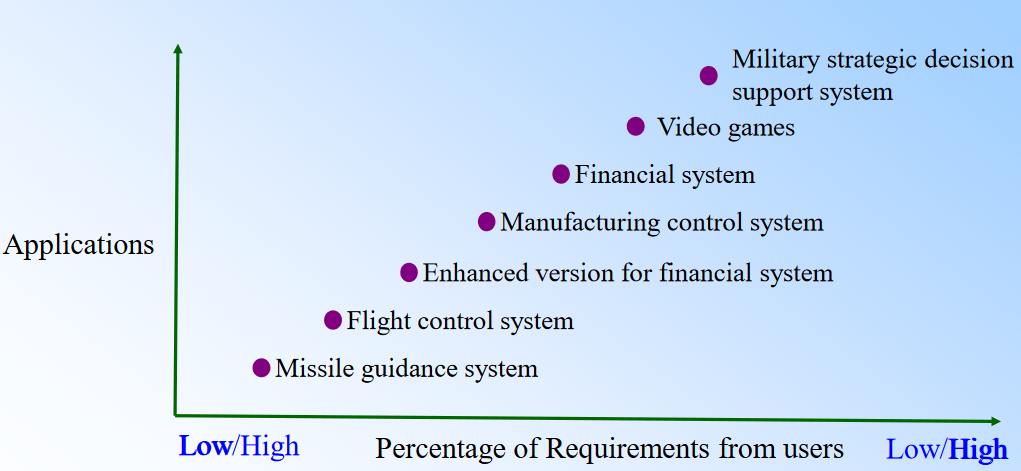 Military strategic decision
support system
Video games
Financial system
Manufacturing control system
Applications
Enhanced version for financial system
Flight control system
Missile guidance system
Low/High
Percentage of Requirements from users
Low/High